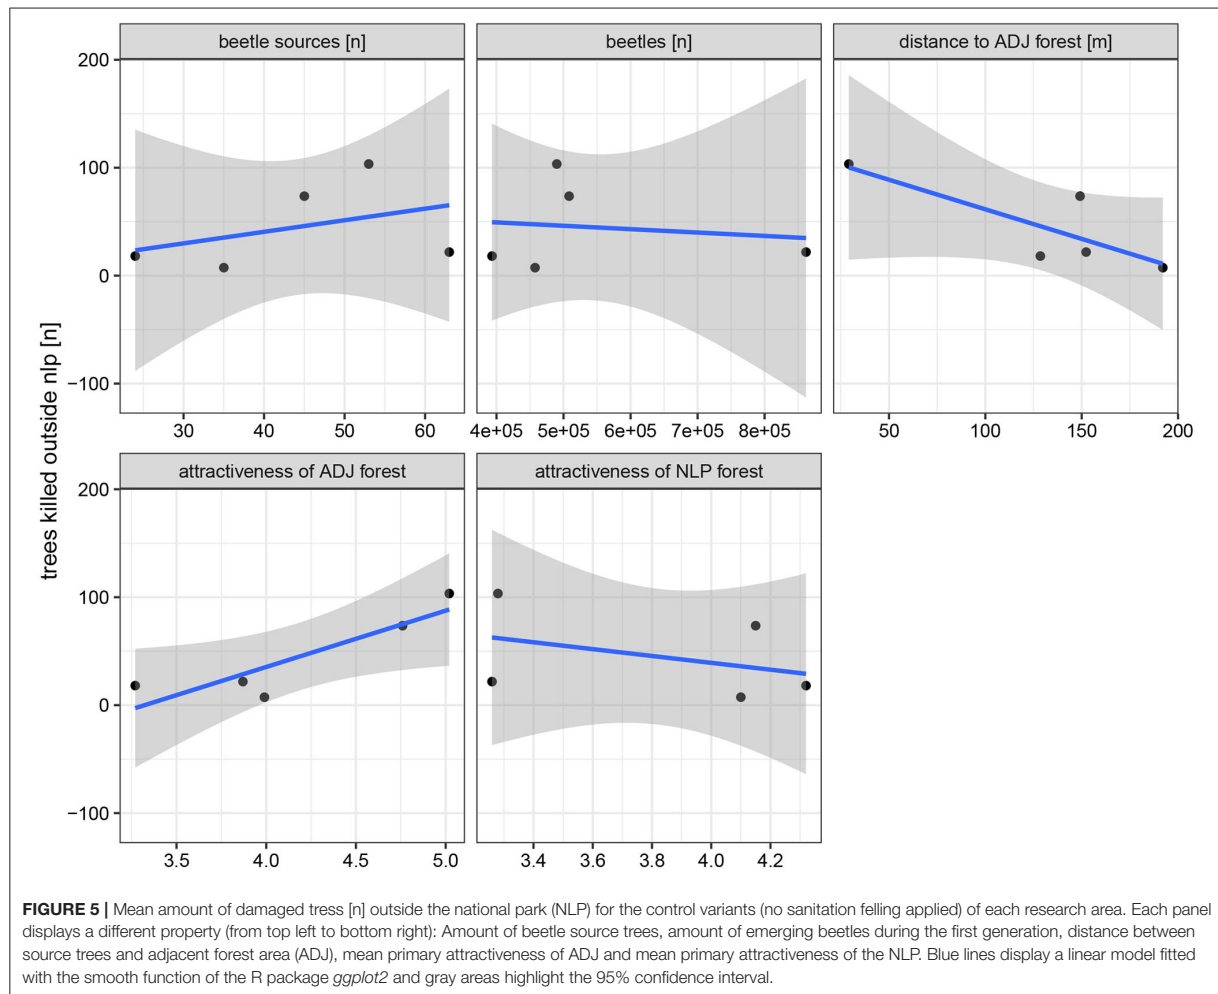 beetle sources [n]
beetles [n]
distance to ADJ forest [m]
200
100
0
−100
30
40
50
60
4e+05
5e+05
6e+05
7e+05
8e+05
50
100
150
200
trees killed outside nlp [n]
attractiveness of ADJ forest
attractiveness of NLP forest
200
100
0
−100
3.5
4.0
4.5
5.0
3.4
3.6
3.8
4.0
4.2
FIGURE 5 | Mean amount of damaged tress [n] outside the national park (NLP) for the control variants (no sanitation felling applied) of each research area. Each panel
displays a different property (from top left to bottom right): Amount of beetle source trees, amount of emerging beetles during the first generation, distance between
source trees and adjacent forest area (ADJ), mean primary attractiveness of ADJ and mean primary attractiveness of the NLP. Blue lines display a linear model fitted
with the smooth function of the R package ggplot2 and gray areas highlight the 95% confidence interval.